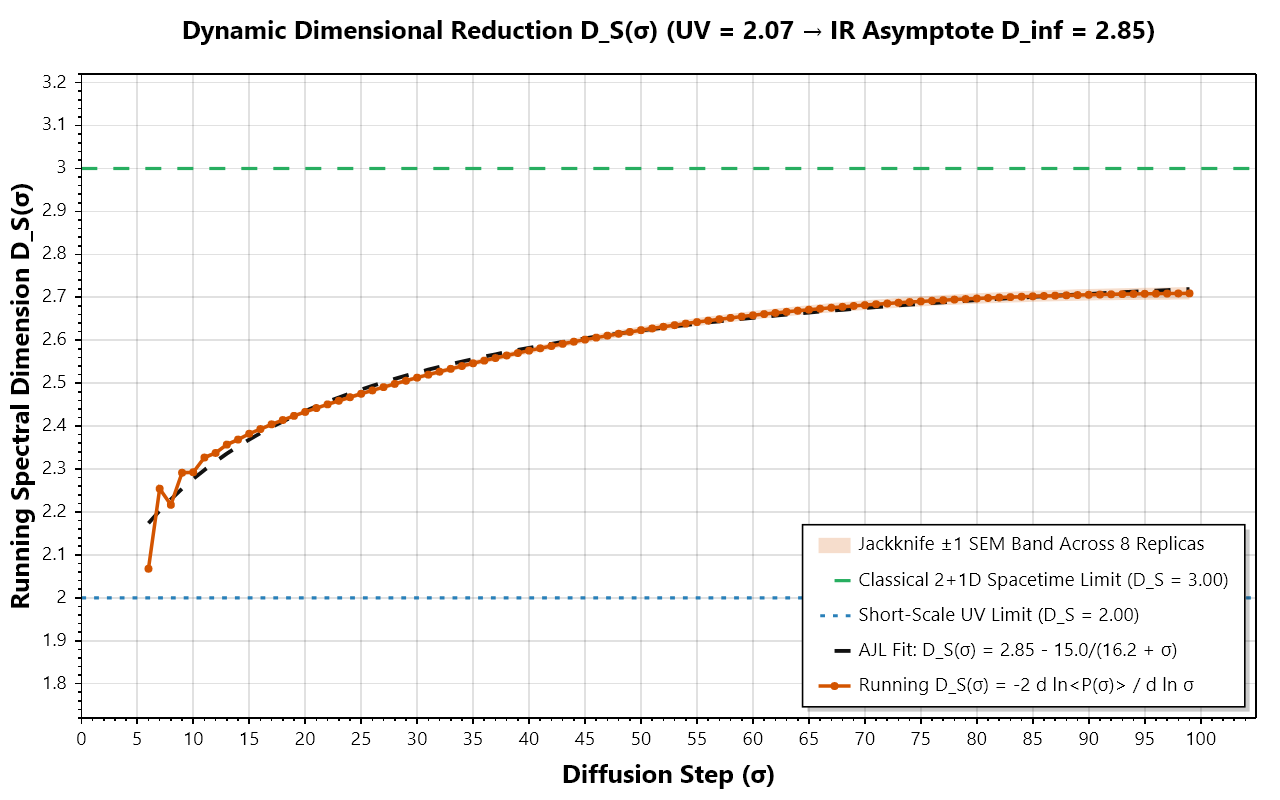 Dynamic Dimensional Reduction D_S(σ) (UV = 2.07 → IR Asymptote D_inf = 2.85)
Running Spectral Dimension D_S(σ)
3.2
3.1
3
2.9
2.8
2.7
2.6
2.5
2.4
2.3
2.2
2.1
2
1.9
1.8
Jackknife ±1 SEM Band Across 8 Replicas
Classical 2+1D Spacetime Limit (D_S = 3.00)
Short-Scale UV Limit (D_S = 2.00)
AJL Fit: D_S(σ) = 2.85 - 15.0/(16.2 + σ)
Running D_S(σ) = -2 d ln<P(σ)> / d ln σ
0 5 10 15 20 25 30 35 40 45 50 55 60 65 70 75 80 85 90 95 100
Diffusion Step (σ)